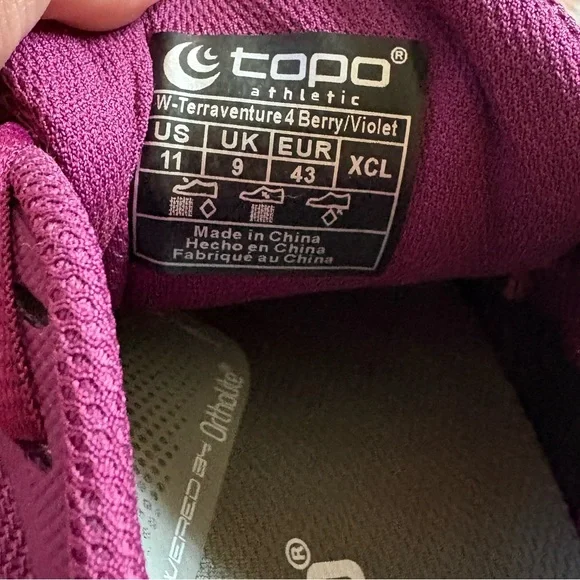 topo®
athletic
W-Terraventure 4 Berry/Violet
US UK EUR XCL
11 9 43
Made in China
Hecho en China
Fabriqué au China
BY Ortholite®
®